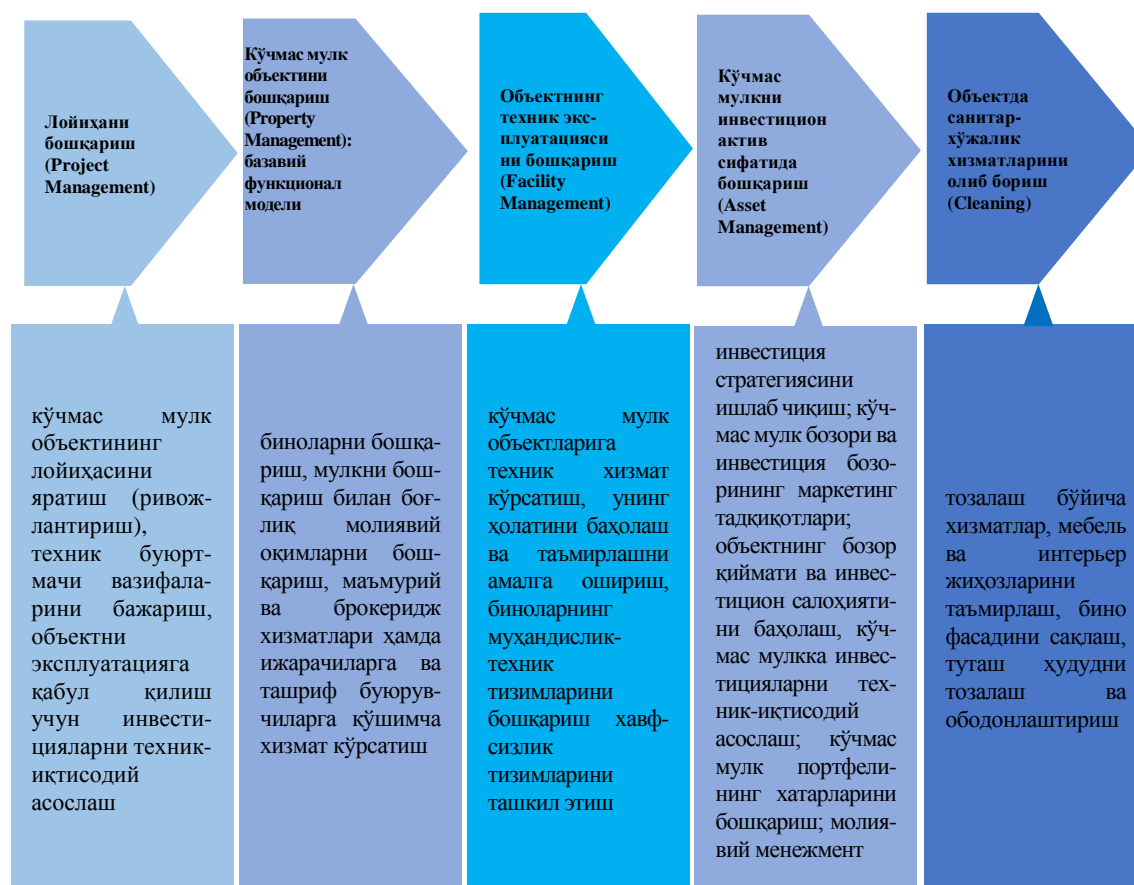 Лойиҳани
бошқариш
(Project
Management)
Кўчмас мулк
объектини
бошқариш
(Property
Management):
базавий
функционал
модели
Объектнинг
техник экс-
плуатацияси
ни бошқариш
(Facility
Management)
Кўчмас
мулкни
инвестицион
актив
сифатида
бошқариш
(Asset
Management)
Объектда
санитар-
хўжалик
хизматларини
олиб бориш
(Cleaning)
кўчмас мулк
объектининг
лойиҳасини
яратиш (ривож-
лантириш),
техник буюрт-
мачи вазифала-
рини бажариш,
объектни
эксплуатацияга
қабул қилиш
учун инвести-
цияларни техник-
иқтисодий
асослаш
биноларни бошқа-
риш, мулкни бош-
қариш билан боғ-
лиқ молиявий
оқимларни бош-
қариш, маъмурий
ва брокеридж
хизматлари ҳамда
ижарачиларга ва
ташриф буюрув-
чиларга қўшимча
хизмат кўрсатиш
кўчмас мулк
объектларига
техник хизмат
кўрсатиш, унинг
ҳолатини баҳолаш
ва таъмирлашни
амалга ошириш,
биноларнинг
муҳандислик-
техник
тизимларини
бошқариш хавф-
сизлик
тизимларини
ташкил этиш
инвестиция
стратегиясини
ишлаб чиқиш; кўч-
мас мулк бозори ва
инвестиция бозо-
рининг маркетинг
тадқиқотлари;
объектнинг бозор
қиймати ва инвес-
тицион салоҳияти-
ни баҳолаш, кўч-
мас мулкка инвес-
тицияларни тех-
ник-иқтисодий
асослаш; кўчмас
мулк портфели-
нинг хатарларини
бошқариш; молия-
вий менежмент
тозалаш бўйича
хизматлар, мебель
ва интерьер
жиҳозларини
таъмирлаш, бино
фасадини сақлаш,
туташ ҳудудни
тозалаш ва
ободонлаштириш